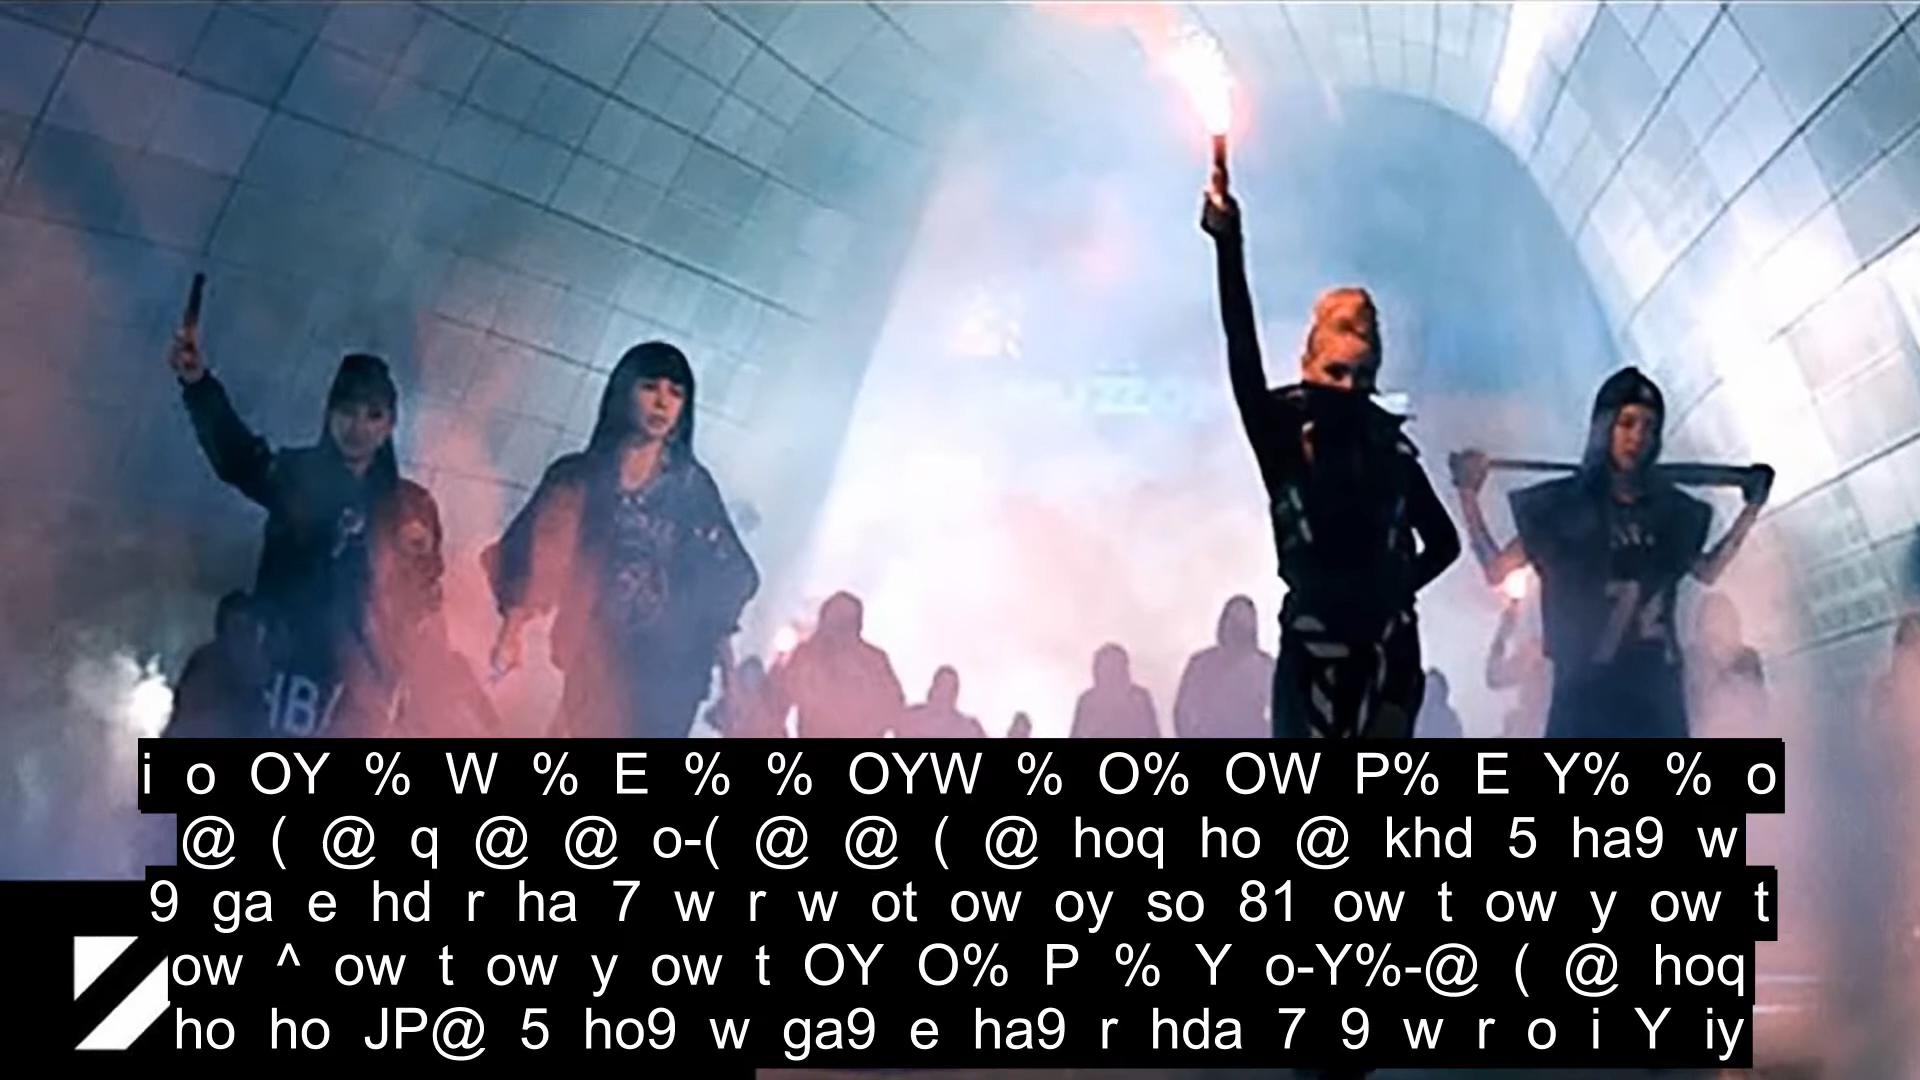 i o OY % W % E % % OYW % O% OW P% E Y% % o
@ ( @ q @ @ o-( @ @ ( @ hoq ho @ khd 5 ha9 w
9 ga e hd r ha 7 w r w ot ow oy so 81 ow t ow y ow t
ow ^ ow t ow y ow t OY O% P % Y o-Y%-@ ( @ hoq
ho ho JP@ 5 ho9 w ga9 e ha9 r hda 7 9 w r o i Y iy
74